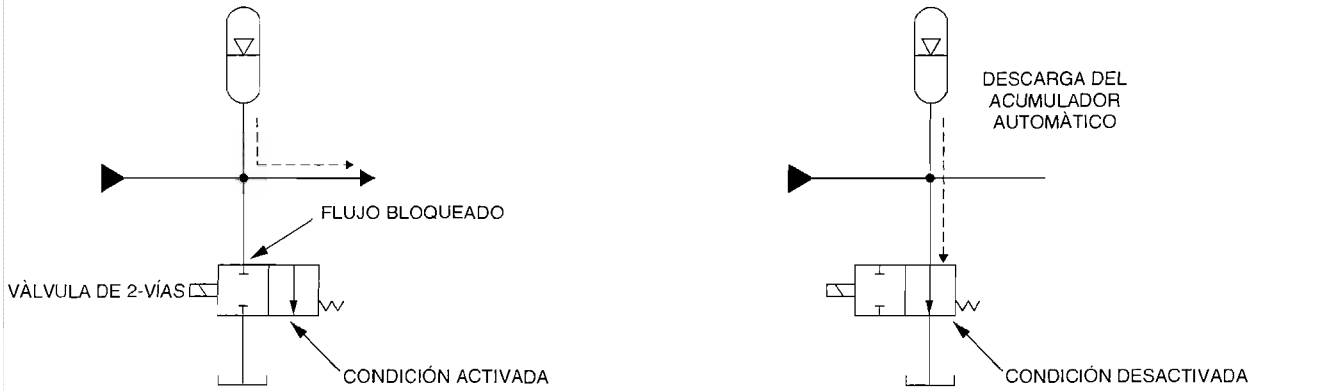 DESCARGA DEL
ACUMULADOR
AUTOMÀTICO
FLUJO BLOQUEADO
VÀLVULA DE 2-VÍAS
CONDICIÓN ACTIVADA
CONDICIÓN DESACTIVADA